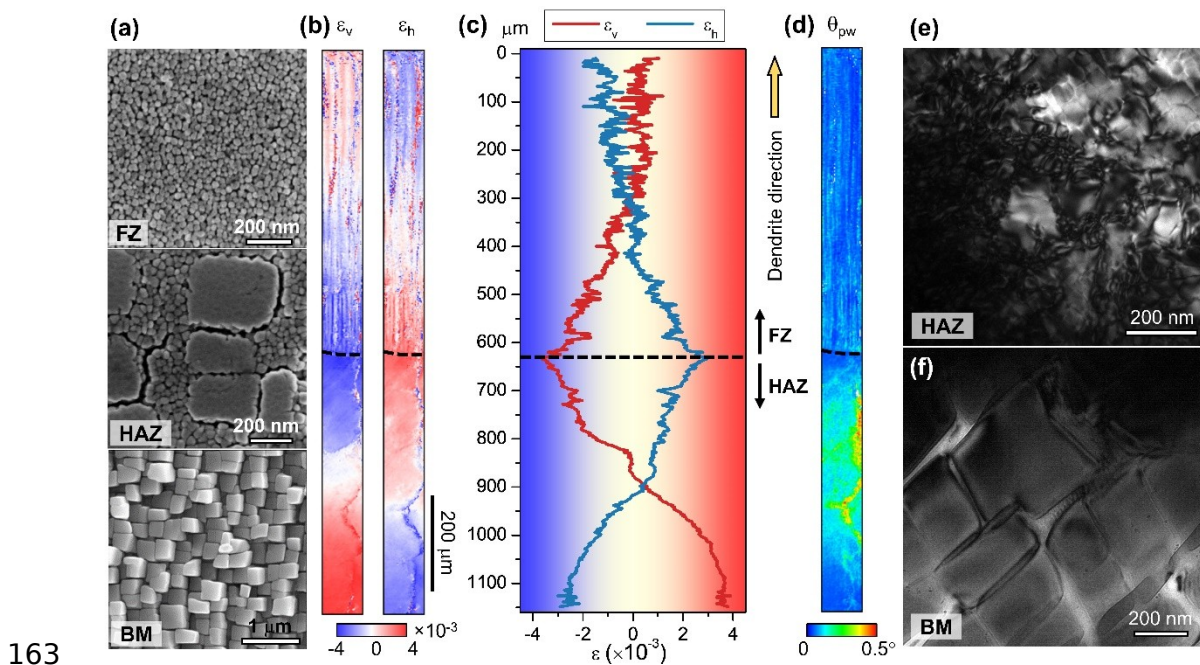 (a)
FZ
200 nm
HAZ
200 nm
BM
1 μm
(b) εv εh
200 μm
-4 0 4 ×10-3
(c) μm
εv εh
0
100
200
300
400
500
600
700
800
900
1000
1100
Dendrite direction
FZ
HAZ
-4 -2 0 2 4
ε (×10-3)
(d) θpw
0 0.5°
(e)
HAZ
200 nm
(f)
BM
200 nm
163